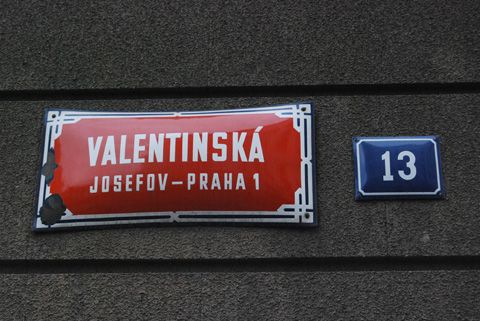 VALENTINSKÁ
JOSEFOV – PRAHA 1
13